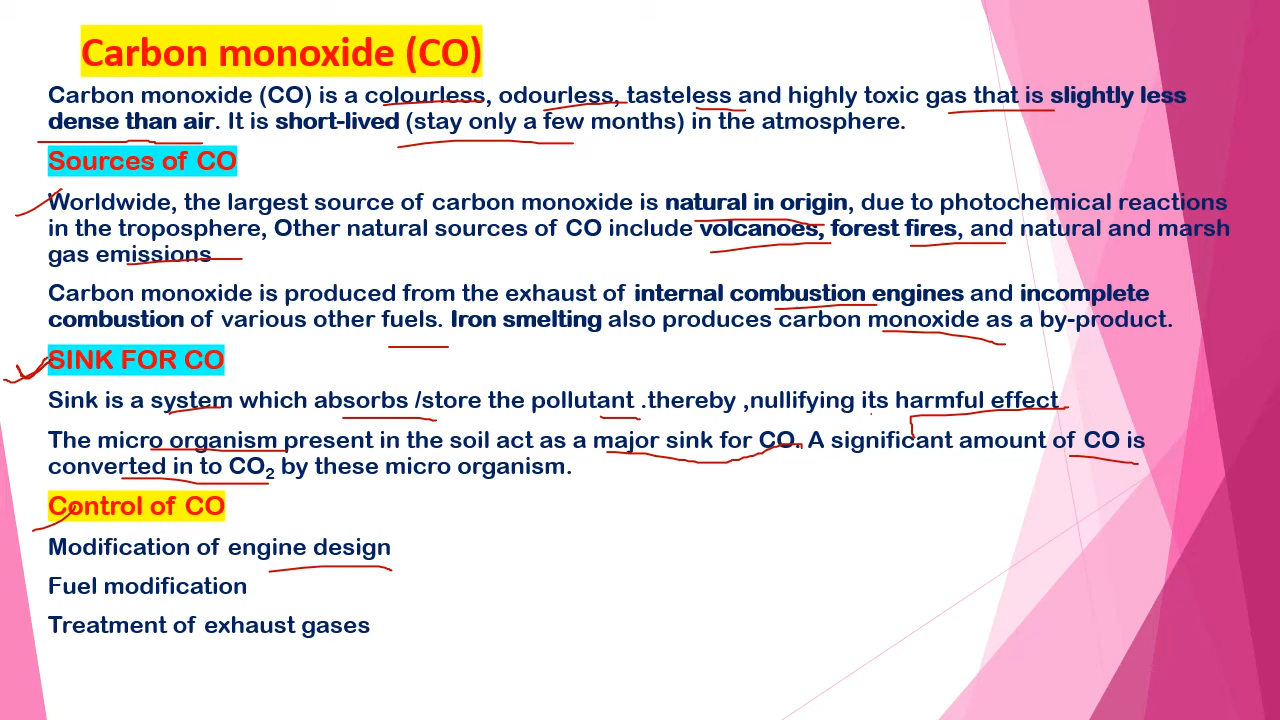 Carbon monoxide (CO)
Carbon monoxide (CO) is a colourless, odourless, tasteless and highly toxic gas that is slightly less
dense than air. It is short-lived (stay only a few months) in the atmosphere.
Sources of CO
Worldwide, the largest source of carbon monoxide is natural in origin, due to photochemical reactions
in the troposphere, Other natural sources of CO include volcanoes, forest fires, and natural and marsh
gas emissions
Carbon monoxide is produced from the exhaust of internal combustion engines and incomplete
combustion of various other fuels. Iron smelting also produces carbon monoxide as a by-product.
SINK FOR CO
Sink is a system which absorbs /store the pollutant .thereby ,nullifying its harmful effect
The micro organism present in the soil act as a major sink for CO. A significant amount of CO is
converted in to CO₂ by these micro organism.
Control of CO
Modification of engine design
Fuel modification
Treatment of exhaust gases